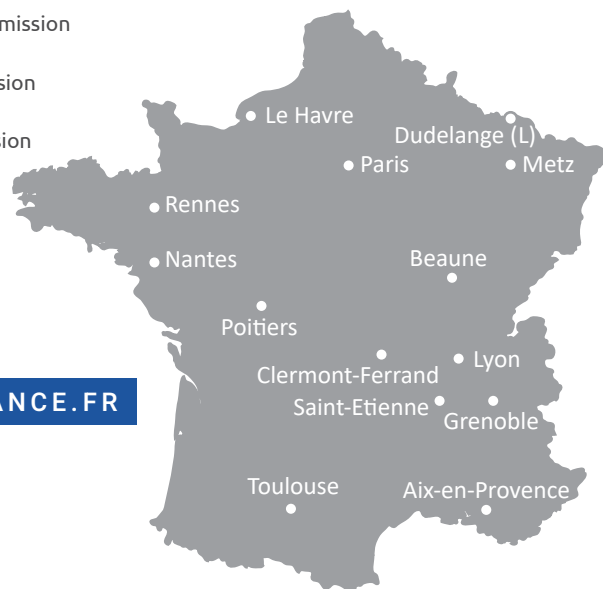 mission
sion
sion
Le Havre
Dudelange (L)
Paris
Metz
Rennes
Nantes
Beaune
Poitiers
Lyon
Clermont-Ferrand
Saint-Etienne
Grenoble
ANCE.FR
Toulouse
Aix-en-Provence